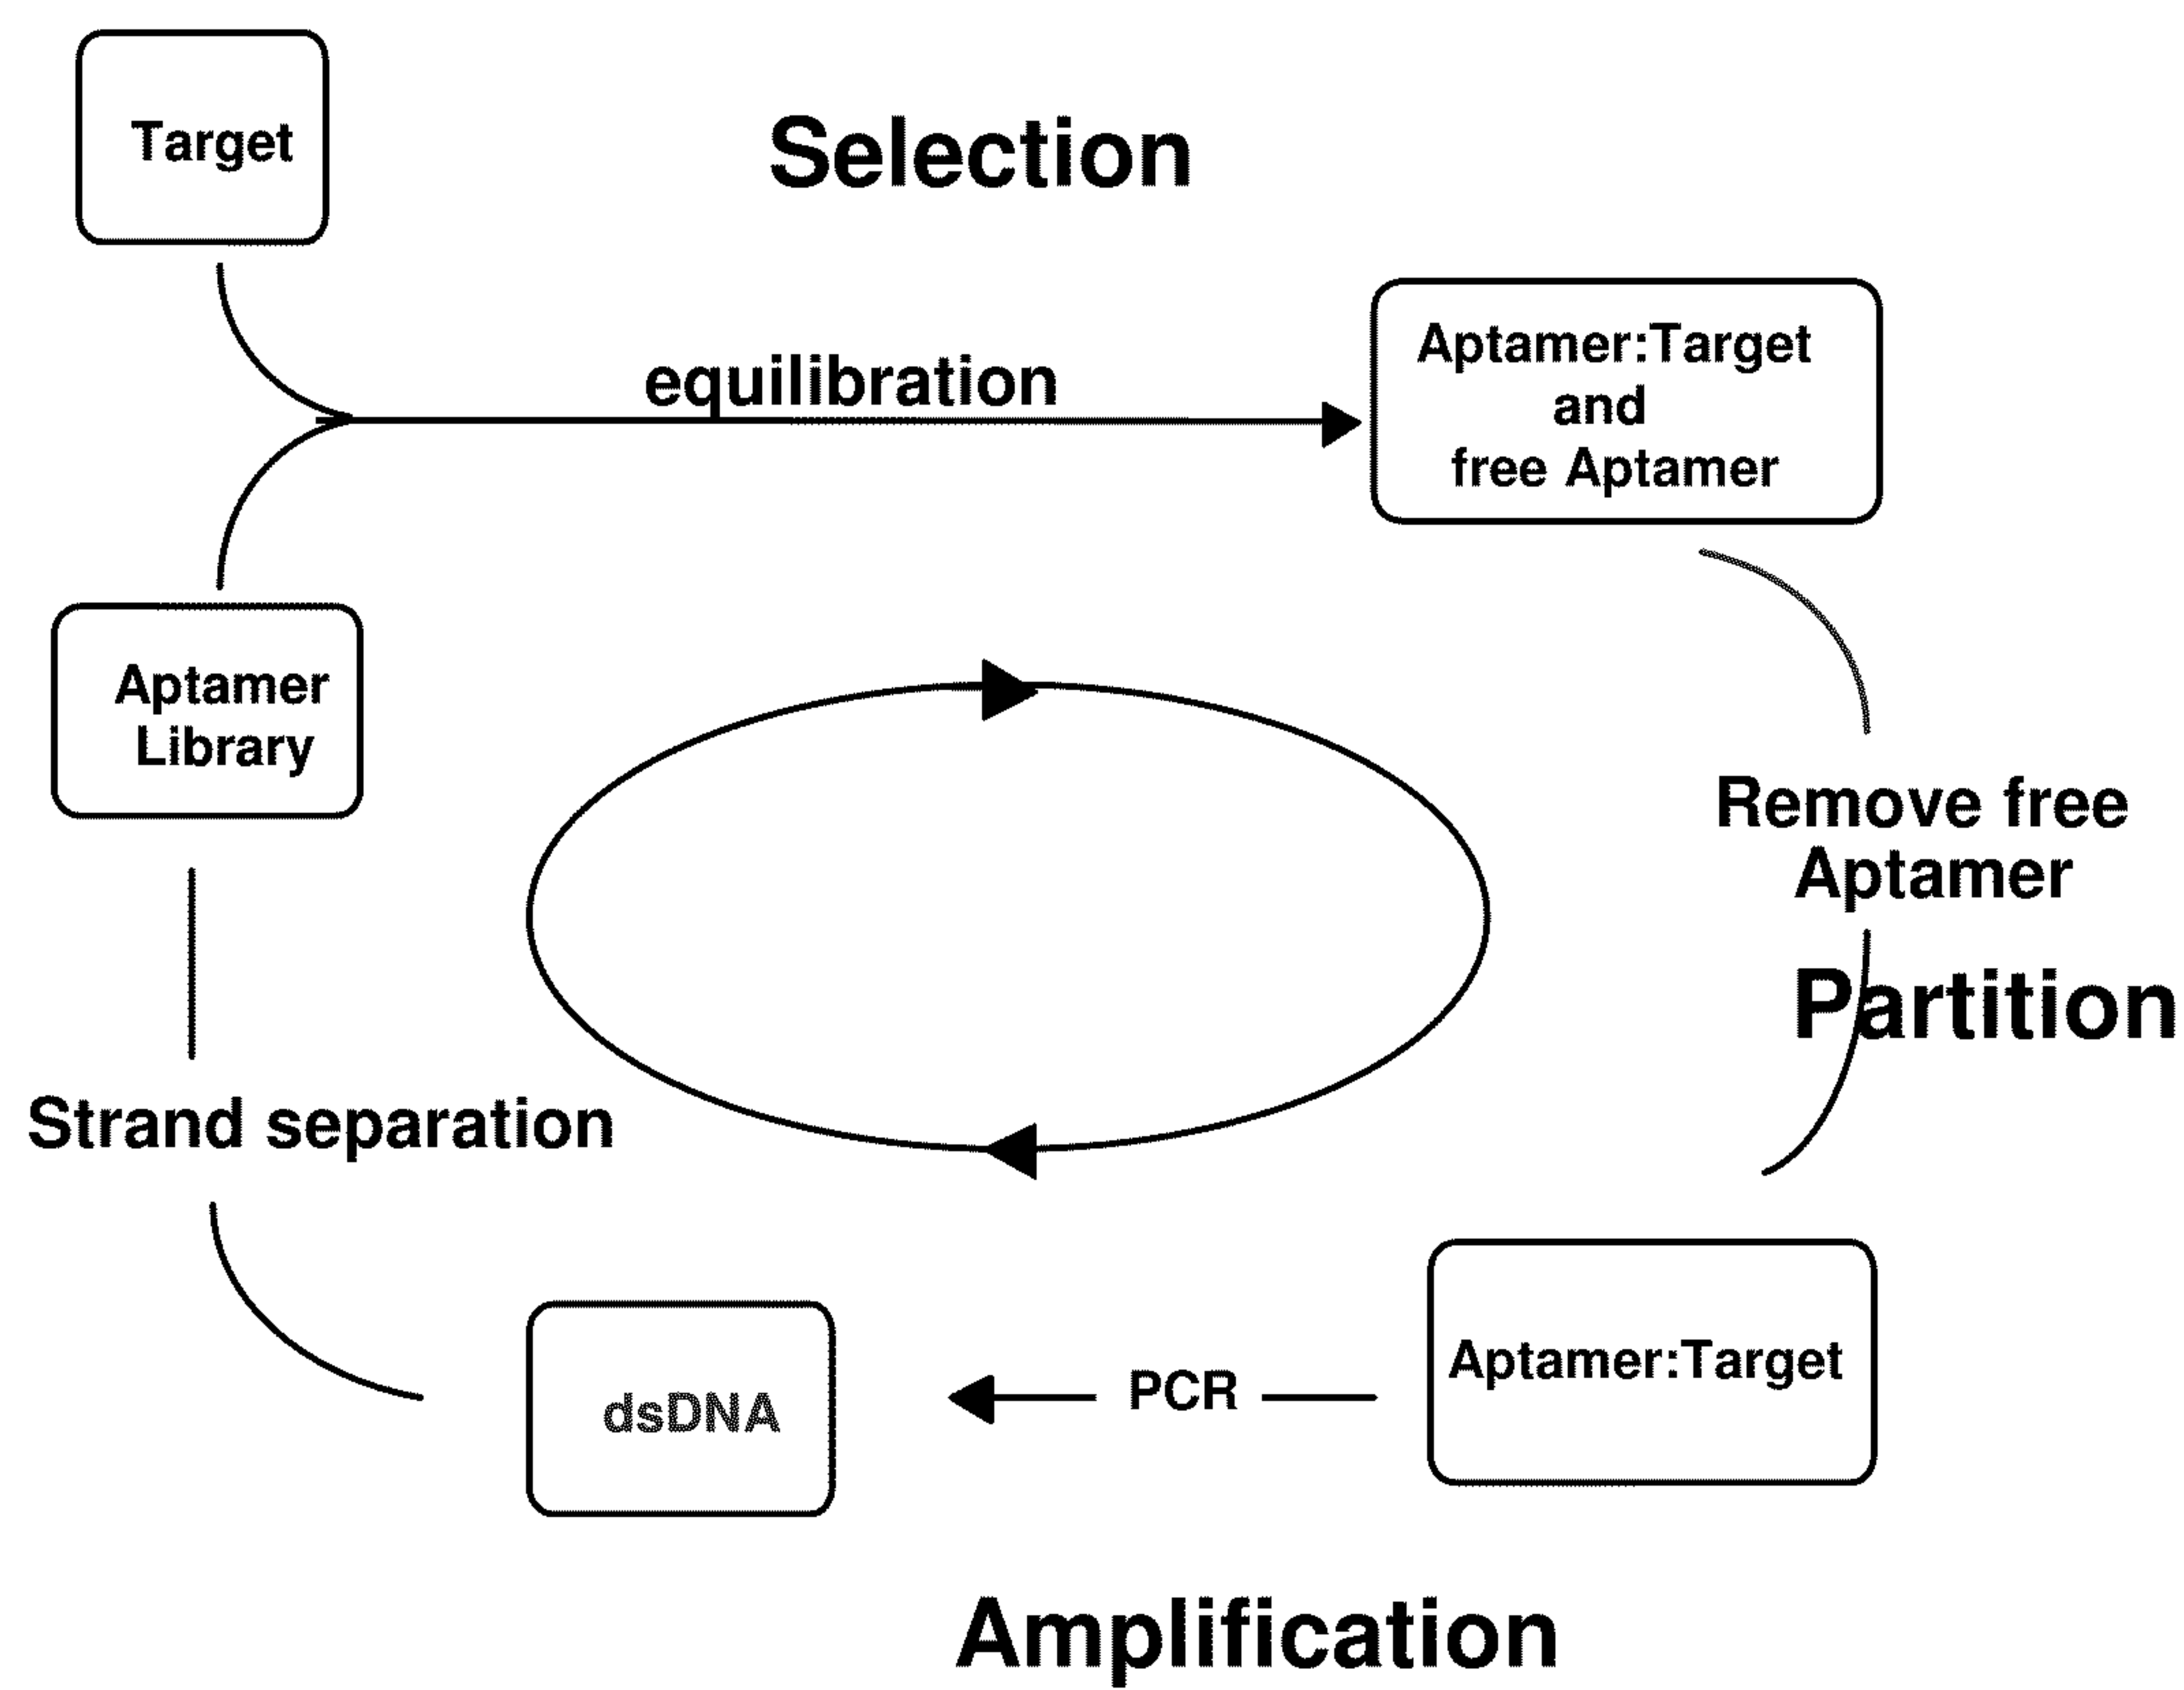 Target
Selection
equilibration
Aptamer:Target
and
free Aptamer
Aptamer
Library
Remove free
Aptamer
Partition
Strand separation
Aptamer:Target
PCR
dsDNA
Amplification